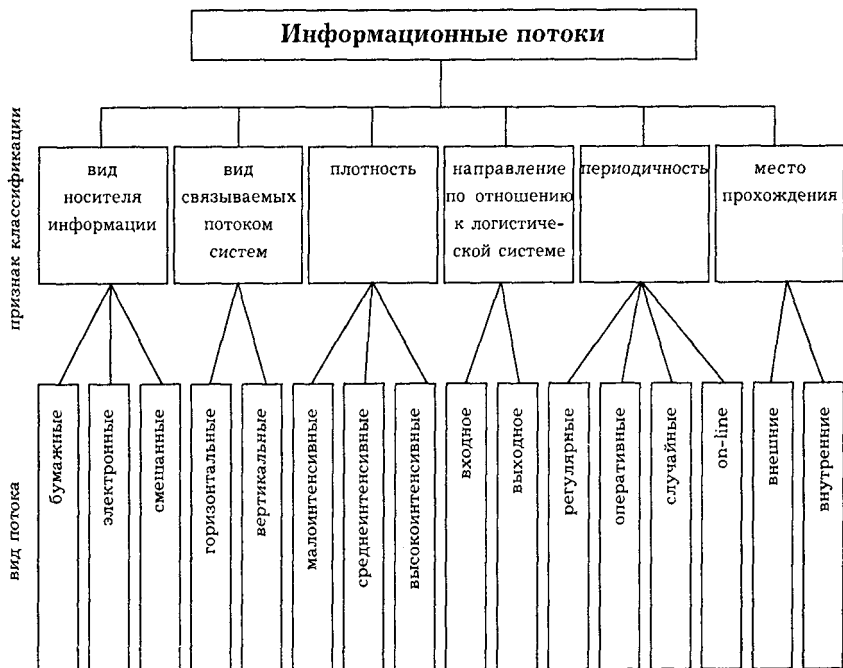 Информационные потоки
признак классификации
вид
носителя
информации
вид
связываемых
потоком
систем
плотность
направление
по отношению
к логистиче-
ской системе
периодичность
место
прохождения
вид потока
бумажные
электронные
смешанные
горизонтальные
вертикальные
малоинтенсивные
среднеинтенсивные
высокоинтенсивные
входное
выходное
регулярные
оперативные
случайные
on-line
внешние
внутренние